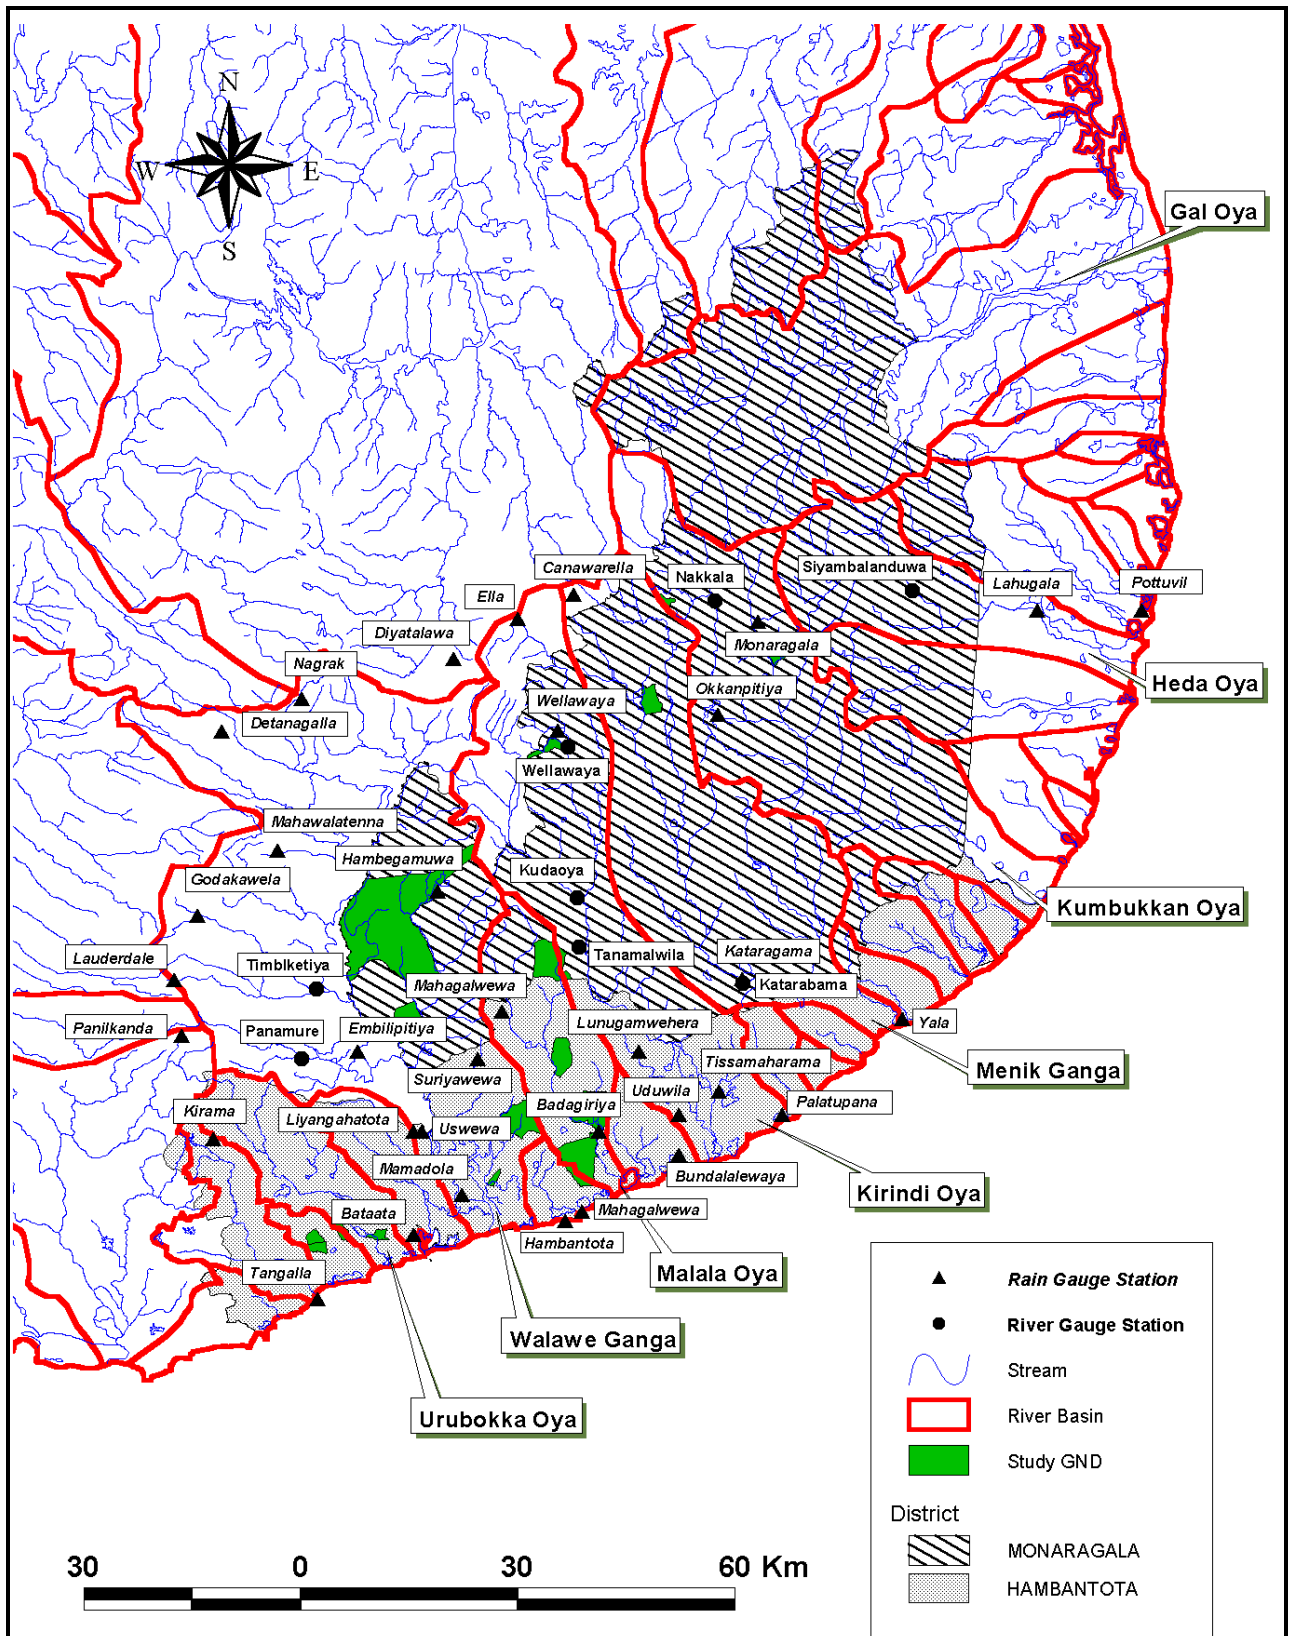 N
W
E
S
Gal Oya
Canawarella
Nakkala
Siyambalanduwa
Lahugala
Pottuvil
Ella
Diyatalawa
Monaragala
Nagrak
Okkanpitiya
Heda Oya
Wellawaya
Detanagalla
Wellawaya
Mahawalatenna
Hambegamuwa
Kudaoya
Godakawela
Kumbukkan Oya
Lauderdale
Timblketiya
Tanamalwila
Kataragama
Mahagalwewa
Katarabama
Panilkanda
Panamure
Embilipitiya
Lunugamwehera
Yala
Tissamaharama
Menik Ganga
Suriyawewa
Uduwila
Kirama
Liyangahatota
Badagiriya
Palatupana
Uswewa
Mamadola
Bundalalewaya
Kirindi Oya
Bataata
Mahagalwewa
Hambantota
Tangalla
Malala Oya
Walawe Ganga
Urubokka Oya
Rain Gauge Station
River Gauge Station
Stream
River Basin
Study GND
District
MONARAGALA
HAMBANTOTA
30 0 30 60 Km